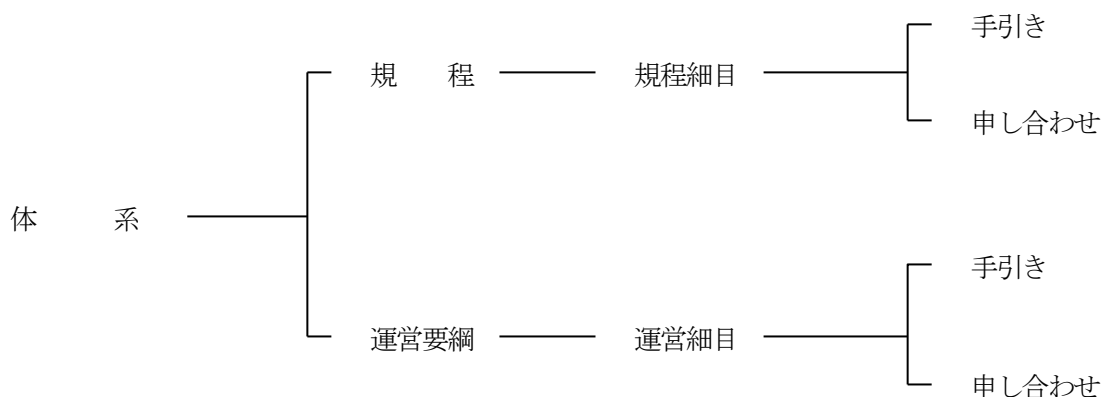 手引き
規　　程　規程細目
申し合わせ
体　　　系
手引き
運営要綱　運営細目
申し合わせ